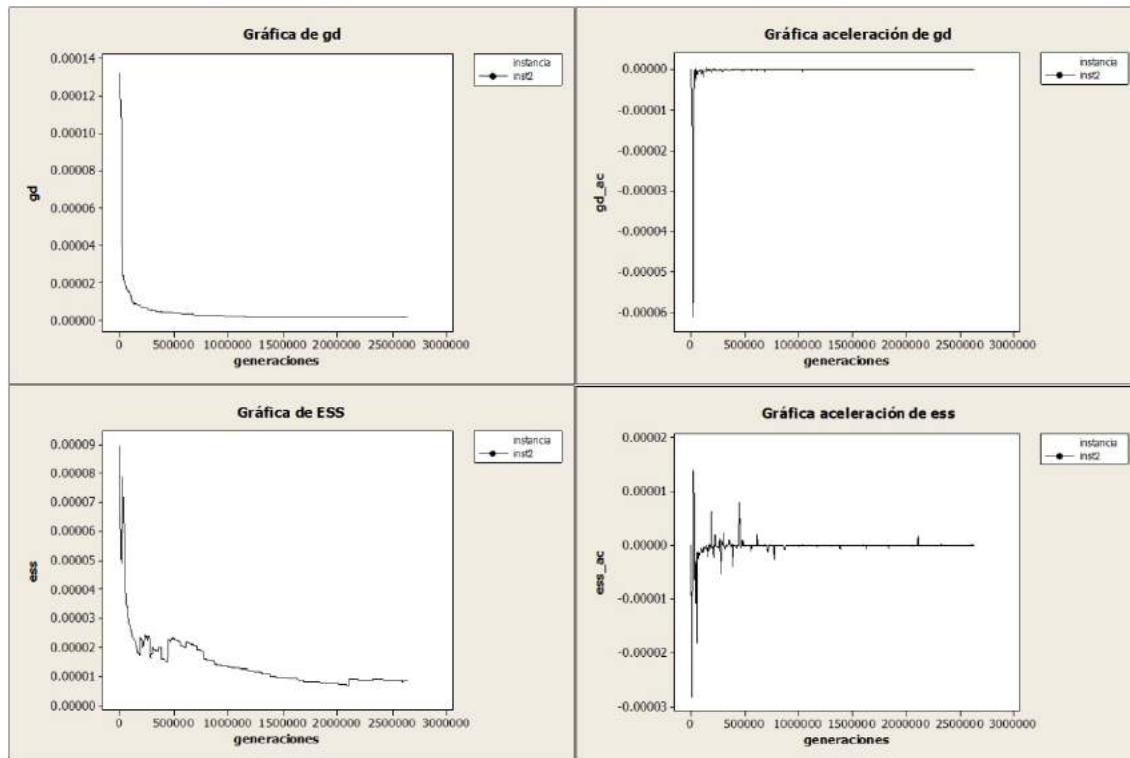 Gráfica de gd
instancia
inst2
0.00014
0.00012
0.00010
0.00008
0.00006
0.00004
0.00002
0.00000
gd
0 500000 1000000 1500000 2000000 2500000 3000000
generaciones
Gráfica aceleración de gd
instancia
inst2
0.00000
-0.00001
-0.00002
-0.00003
-0.00004
-0.00005
-0.00006
gd_ac
0 500000 1000000 1500000 2000000 2500000 3000000
generaciones
Gráfica de ESS
instancia
inst2
0.00009
0.00008
0.00007
0.00006
0.00005
0.00004
0.00003
0.00002
0.00001
0.00000
ess
0 500000 1000000 1500000 2000000 2500000 3000000
generaciones
Gráfica aceleración de ess
instancia
inst2
0.00002
0.00001
0.00000
-0.00001
-0.00002
-0.00003
ess_ac
0 500000 1000000 1500000 2000000 2500000 3000000
generaciones